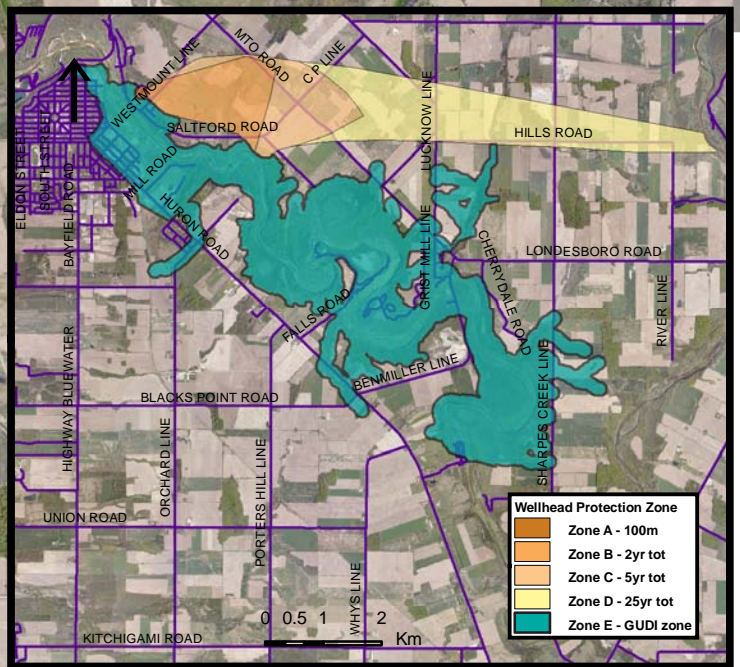 WESTMOUNT LINE
MTO ROAD
C P LINE
LUCKNOW LINE
SALTFORD ROAD
HILLS ROAD
ELDON STREET
SOUTH STREET
BAYFIELD ROAD
MILL ROAD
HURON ROAD
GRIST MILL LINE
CHERRYDALE ROAD
LONDESBORO ROAD
RIVER LINE
FALLS ROAD
HIGHWAY BLUEWATER
BENMILLER LINE
BLACKS POINT ROAD
SHARPES CREEK LINE
ORCHARD LINE
PORTERS HILL LINE
UNION ROAD
WHYS LINE
KITCHIGAMI ROAD
0 0.5 1 2
Km
Wellhead Protection Zone
Zone A - 100m
Zone B - 2yr tot
Zone C - 5yr tot
Zone D - 25yr tot
Zone E - GUDI zone